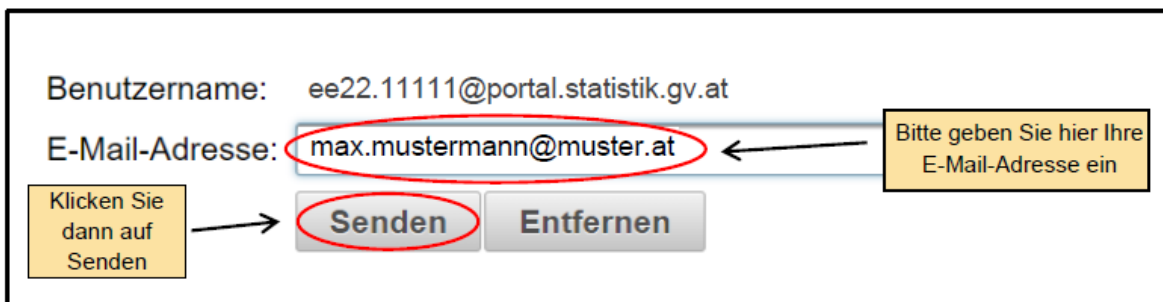 Benutzername: ee22.11111@portal.statistik.gv.at
E-Mail-Adresse: max.mustermann@muster.at
Bitte geben Sie hier Ihre
E-Mail-Adresse ein
Klicken Sie
dann auf
Senden
Senden Entfernen